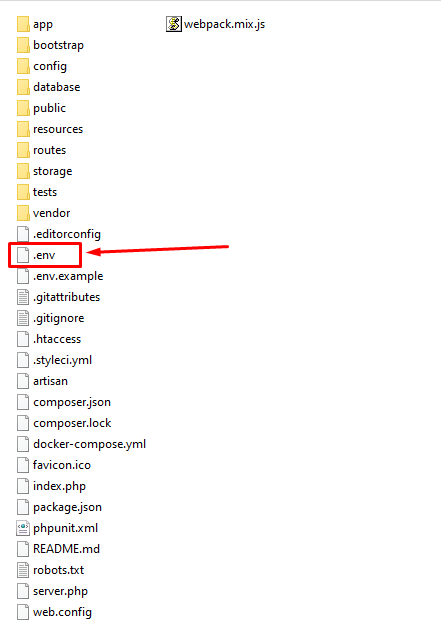 app
bootstrap
config
database
public
resources
routes
storage
tests
vendor
.editorconfig
.env
.env.example
.gitattributes
.gitignore
.htaccess
.styleci.yml
artisan
composer.json
composer.lock
docker-compose.yml
favicon.ico
index.php
package.json
phpunit.xml
README.md
robots.txt
server.php
web.config
webpack.mix.js